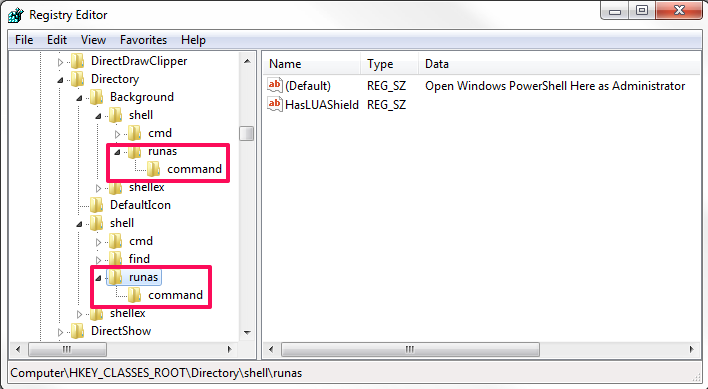 Registry Editor
File Edit View Favorites Help
DirectDrawClipper
Directory
Background
shell
cmd
runas
command
shellex
DefaultIcon
shell
cmd
find
runas
command
shellex
DirectShow
Name Type Data
(Default) REG_SZ Open Windows PowerShell Here as Administrator
HasLUAShield REG_SZ
Computer\HKEY_CLASSES_ROOT\Directory\shell\runas